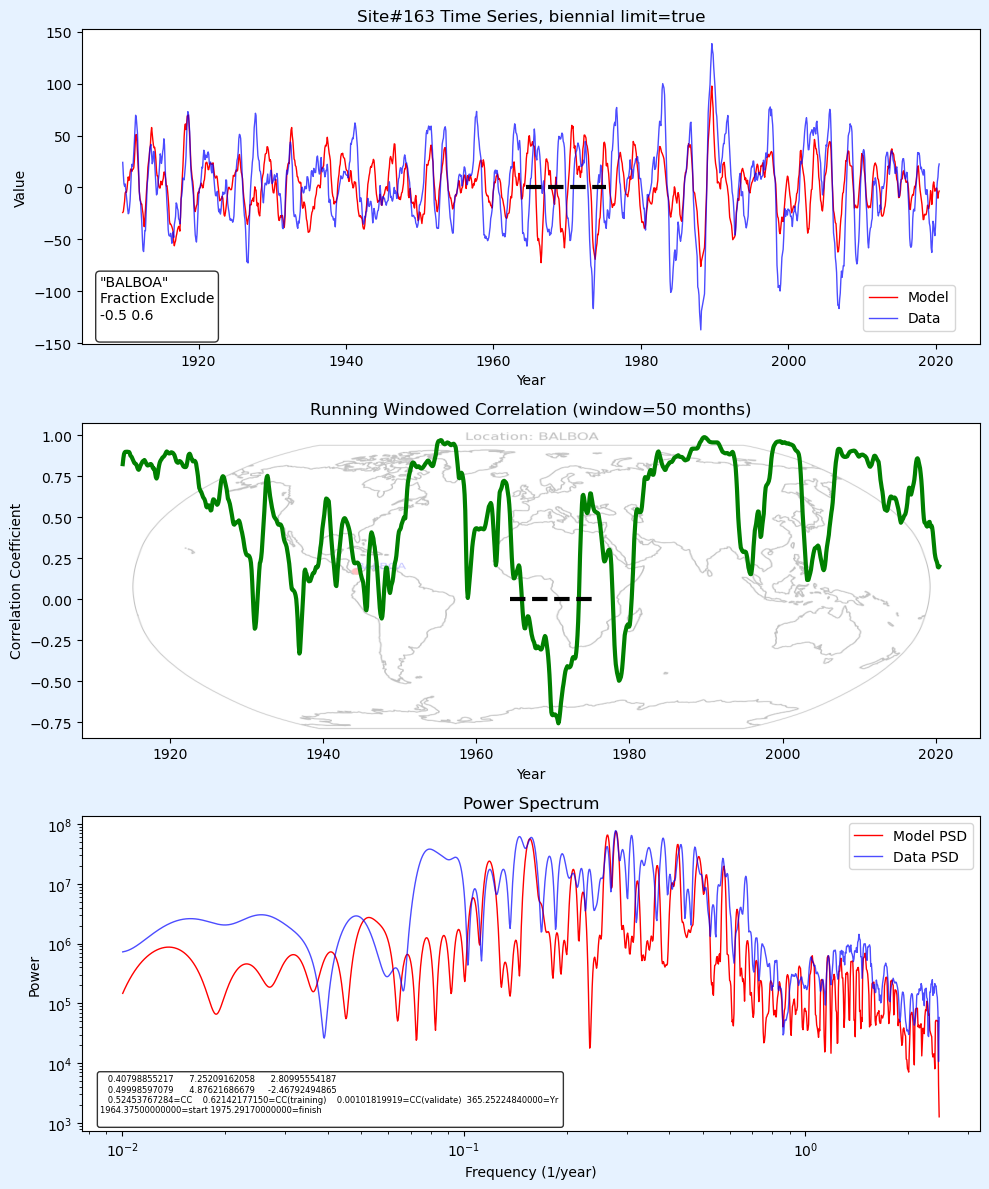 Site#163 Time Series, biennial limit=true
150
100
50
0
−50
−100
−150
Value
"BALBOA"
Fraction Exclude
-0.5 0.6
Model
Data
1920
1940
1960
1980
2000
2020
Year
Running Windowed Correlation (window=50 months)
Location: BALBOA
1.00
0.75
0.50
0.25
0.00
−0.25
−0.50
−0.75
Correlation Coefficient
1920
1940
1960
1980
2000
2020
Year
Power Spectrum
10^8
10^7
10^6
10^5
10^4
10^3
Power
Model PSD
Data PSD
0.40798855217 7.25209162058 2.80995554187
0.49998597079 4.87621686679 -2.46792494865
0.52453767284=CC 0.62142177150=CC(training) 0.00101819919=CC(validate) 365.25224840000=Yr
1964.37500000000=start 1975.29170000000=finish
10^−2
10^−1
10^0
Frequency (1/year)